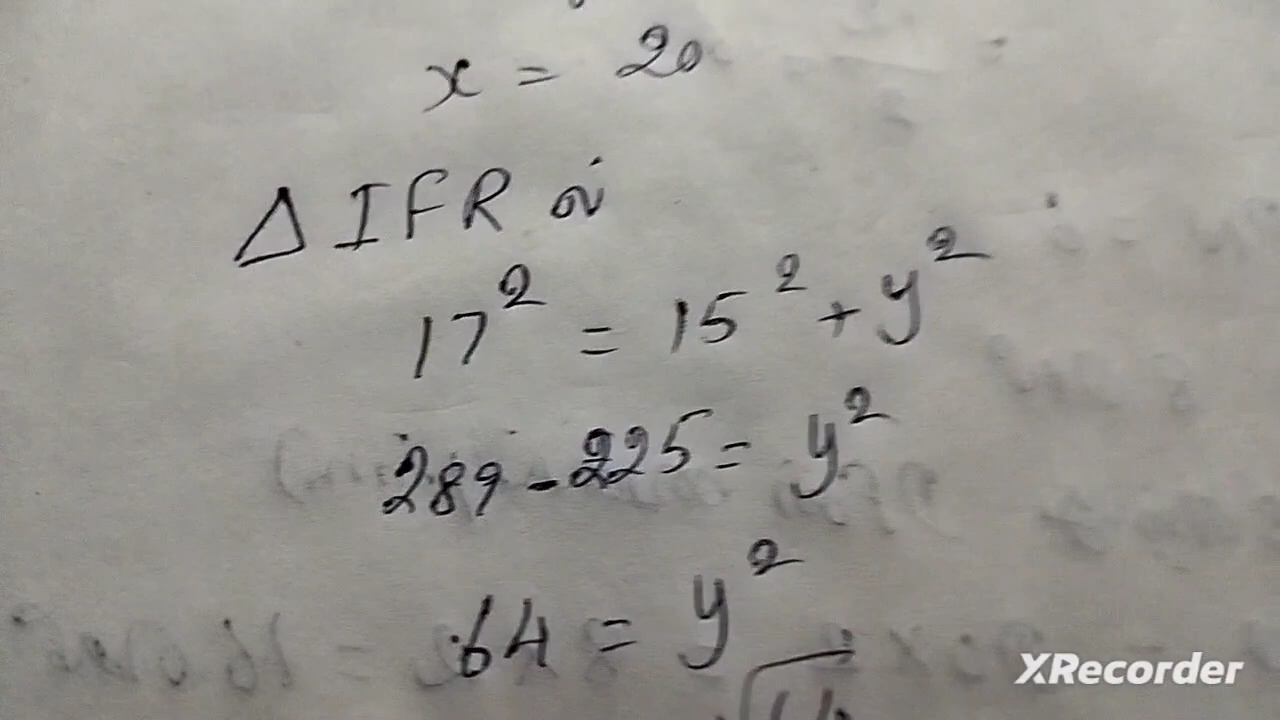 x = 20
Δ IFR ல்
17² = 15² + y²
289 - 225 = y²
64 = y²
XRecorder